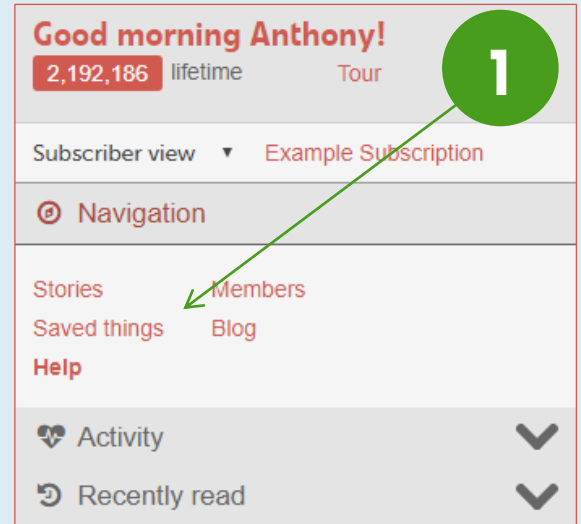 Good morning Anthony!
2,192,186 lifetime Tour
1
Subscriber view Example Subscription
Navigation
Stories Members
Saved things Blog
Help
Activity
Recently read